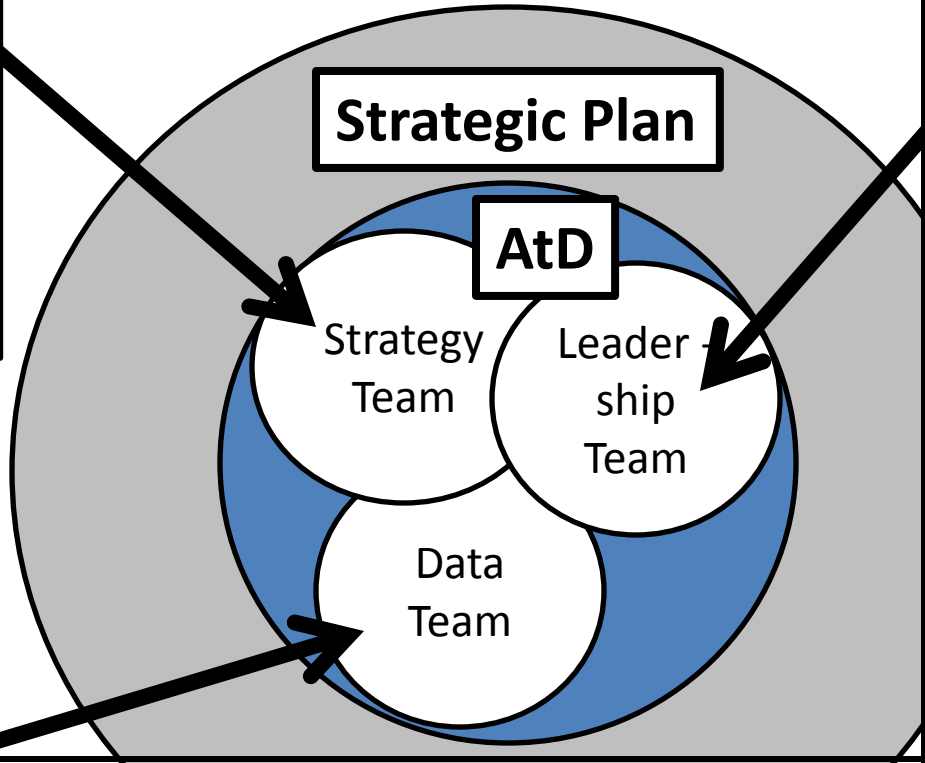 Strategic Plan
AtD
Strategy
Team
Leader -
ship
Team
Data
Team